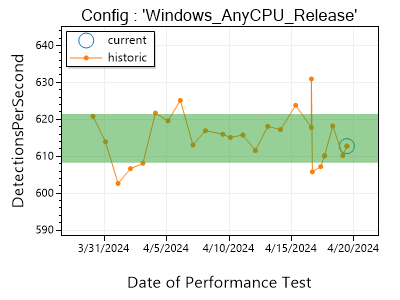 Config : 'Windows_AnyCPU_Release'
current
historic
DetectionsPerSecond
640
630
620
610
600
590
3/31/2024 4/5/2024 4/10/2024 4/15/2024 4/20/2024
Date of Performance Test